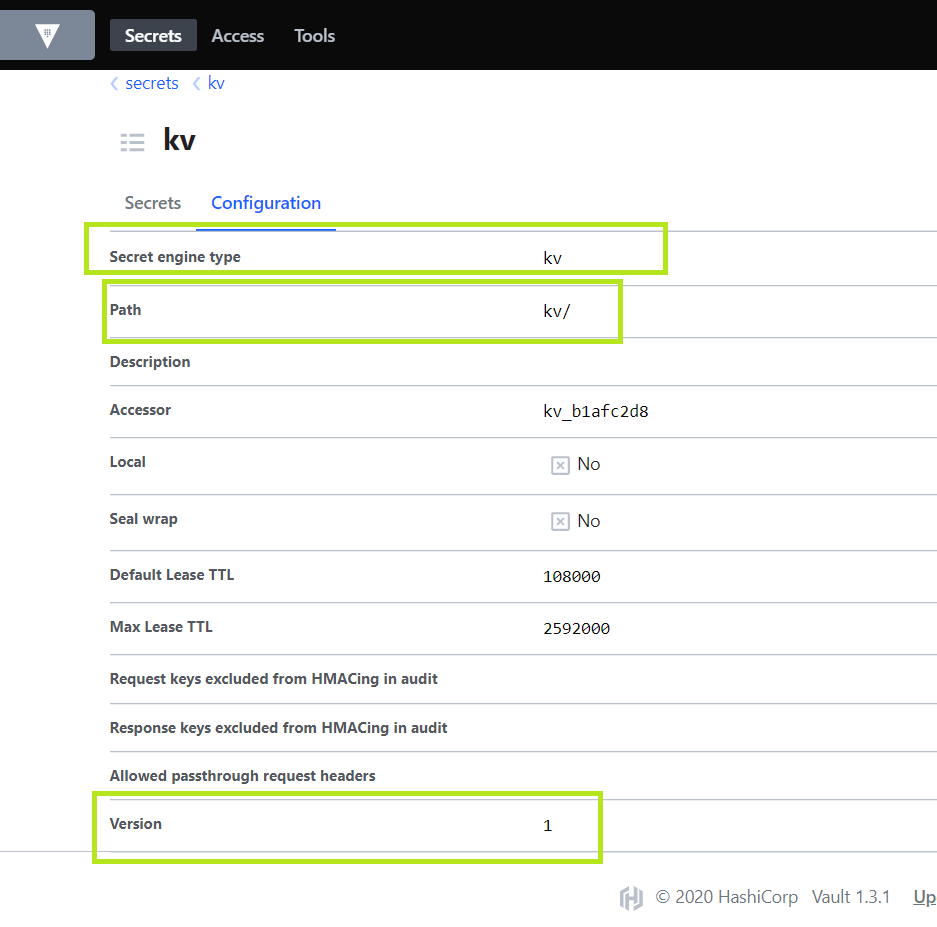 Secrets Access Tools
secrets kv
kv
Secrets Configuration
Secret engine type kv
Path kv/
Description
Accessor kv_b1afc2d8
Local No
Seal wrap No
Default Lease TTL 108000
Max Lease TTL 2592000
Request keys excluded from HMACing in audit
Response keys excluded from HMACing in audit
Allowed passthrough request headers
Version 1
© 2020 HashiCorp Vault 1.3.1 Up